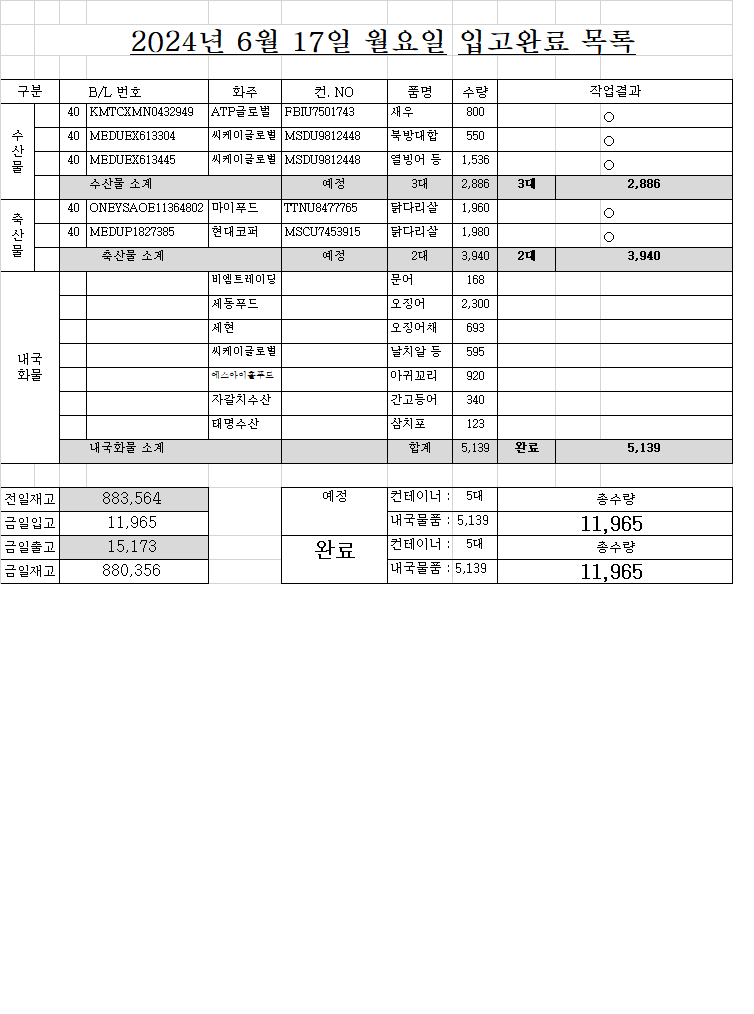 2024년 6월 17일 월요일 입고완료 목록
구분 B/L 번호 화주 컨. NO 품명 수량 작업결과
수산물
40 KMTCXMN0432949 ATP글로벌 FBIU7501743 새우 800 ○
40 MEDUEX613304 씨케이글로벌 MSDU9812448 북방대합 550 ○
40 MEDUEX613445 씨케이글로벌 MSDU9812448 열빙어 등 1,536 ○
수산물 소계 예정 3대 2,886 3대 2,886
축산물
40 ONEYSAOE11364802 마이푸드 TTNU8477765 닭다리살 1,960 ○
40 MEDUP1827385 현대코퍼 MSCU7453915 닭다리살 1,980 ○
축산물 소계 예정 2대 3,940 2대 3,940
내국화물
비엠트레이딩 문어 168
세동푸드 오징어 2,300
세현 오징어채 693
씨케이글로벌 날치알 등 595
에스아이홀푸드 아귀꼬리 920
자갈치수산 간고등어 340
태명수산 삼치포 123
내국화물 소계 합계 5,139 완료 5,139
전일재고 883,564 예정 컨테이너 : 5대 총수량
금일입고 11,965 내국물품 : 5,139 11,965
금일출고 15,173 완료 컨테이너 : 5대 총수량
금일재고 880,356 내국물품 : 5,139 11,965